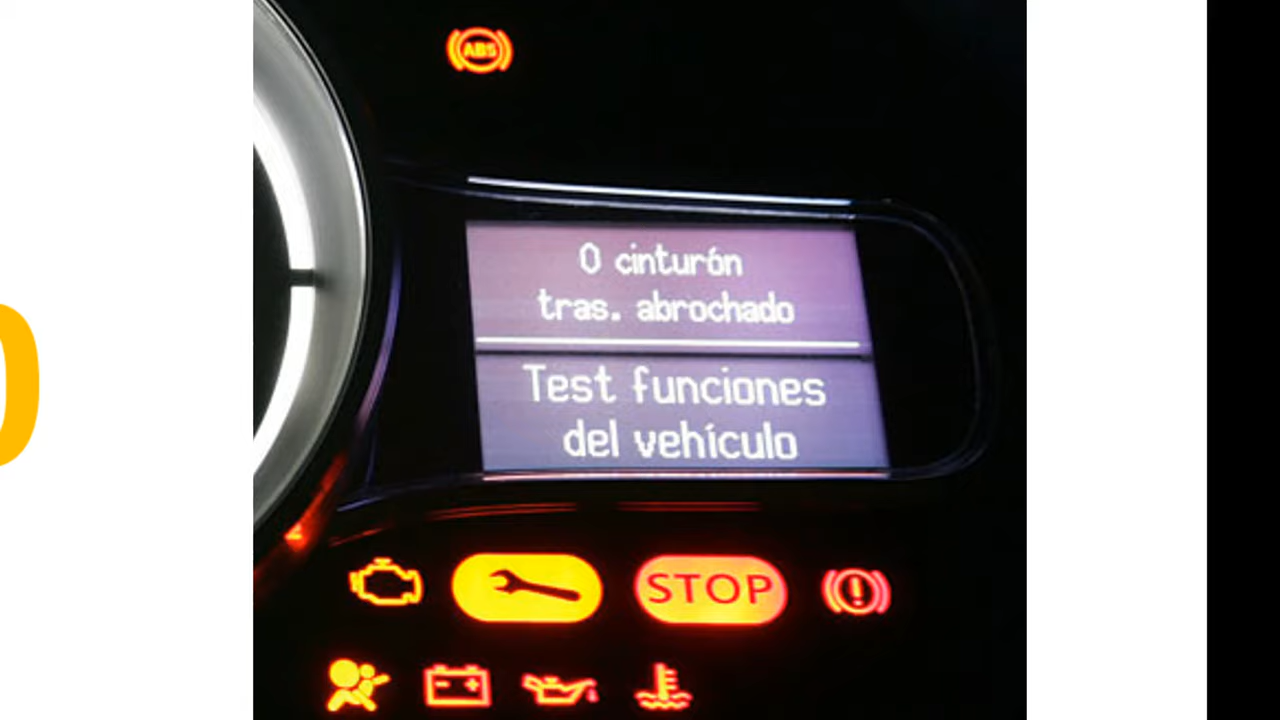 ABS
0 cinturón
tras. abrochado
Test funciones
del vehículo
STOP